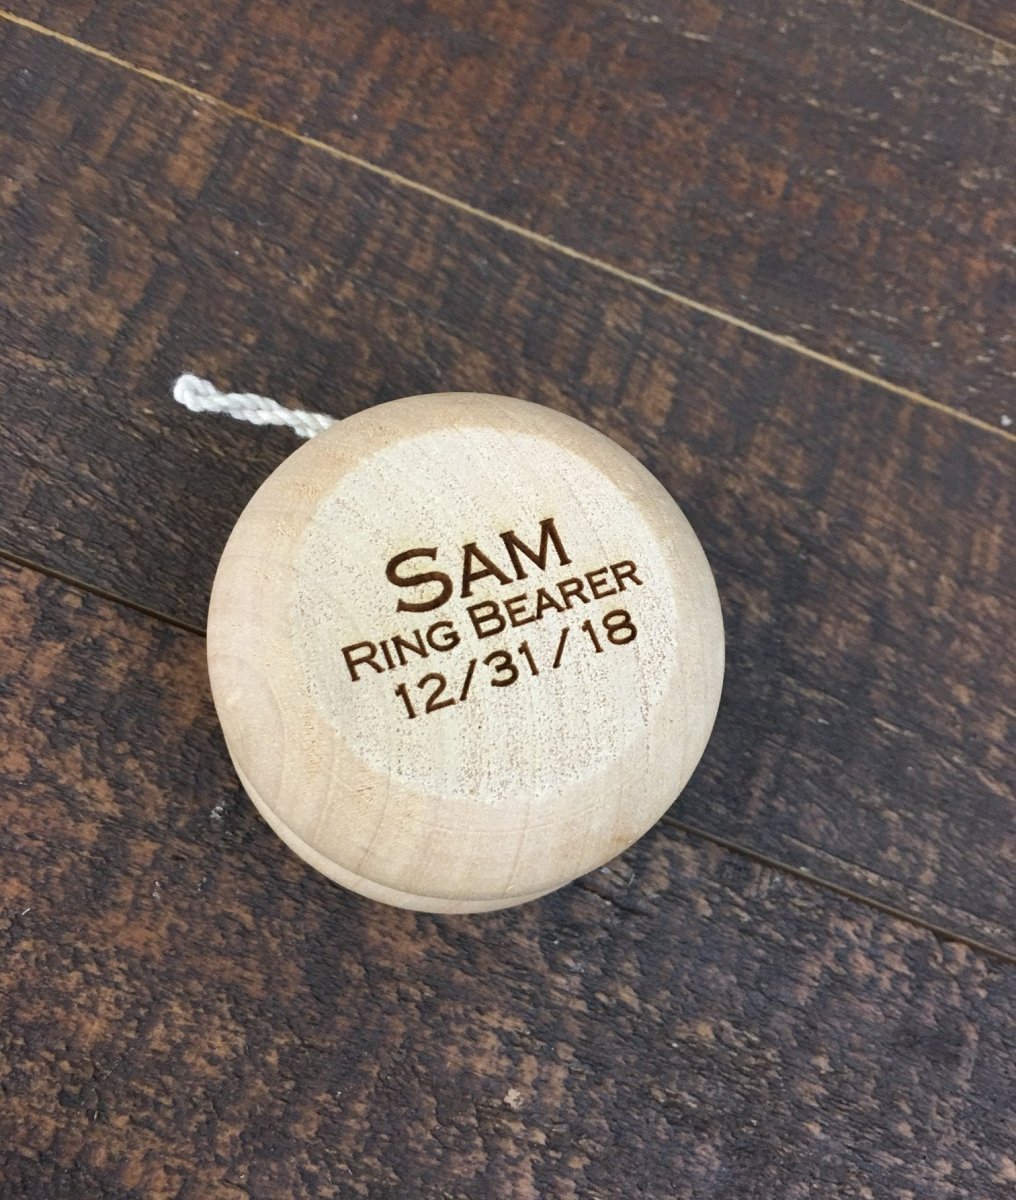 SAM
RING BEARER
12/31/18